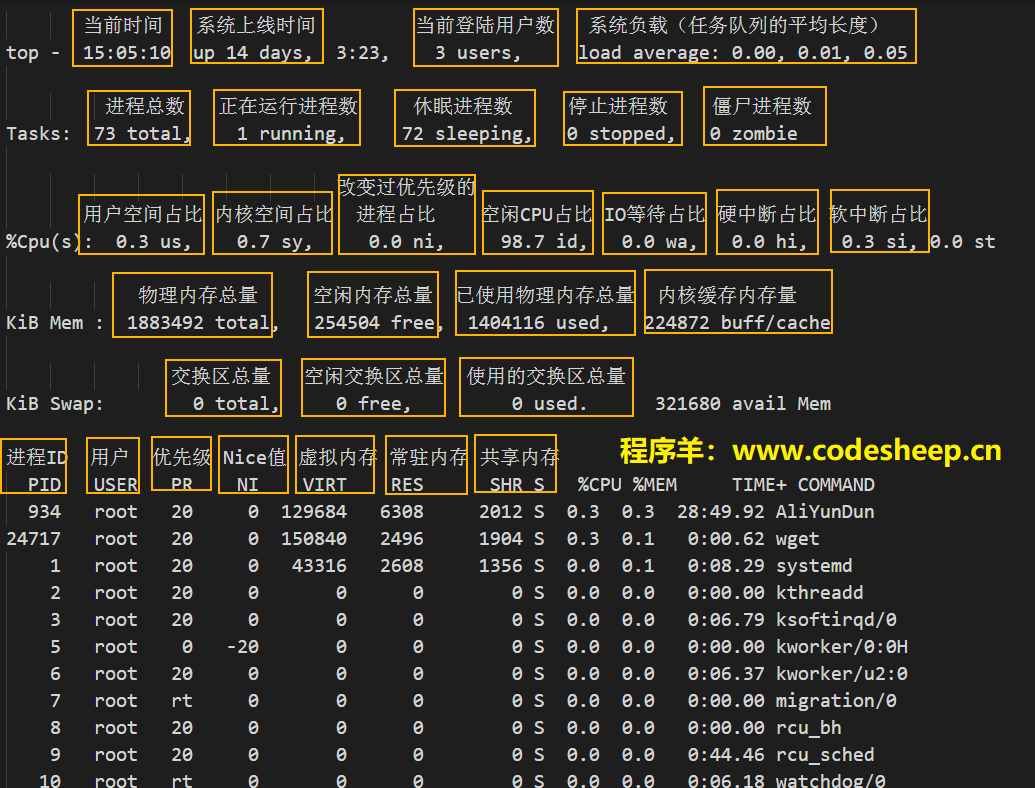 当前时间 系统上线时间 当前登陆用户数 系统负载（任务队列的平均长度）
top - 15:05:10 up 14 days, 3:23, 3 users, load average: 0.00, 0.01, 0.05
进程总数 正在运行进程数 休眠进程数 停止进程数 僵尸进程数
Tasks: 73 total, 1 running, 72 sleeping, 0 stopped, 0 zombie
改变过优先级的
用户空间占比 内核空间占比 进程占比 空闲CPU占比 IO等待占比 硬中断占比 软中断占比
%Cpu(s): 0.3 us, 0.7 sy, 0.0 ni, 98.7 id, 0.0 wa, 0.0 hi, 0.3 si, 0.0 st
物理内存总量 空闲内存总量 已使用物理内存总量 内核缓存内存量
KiB Mem : 1883492 total, 254504 free, 1404116 used, 224872 buff/cache
交换区总量 空闲交换区总量 使用的交换区总量
KiB Swap: 0 total, 0 free, 0 used. 321680 avail Mem
程序羊：www.codesheep.cn
进程ID 用户 优先级 Nice值 虚拟内存 常驻内存 共享内存
PID USER PR NI VIRT RES SHR S %CPU %MEM TIME+ COMMAND
934 root 20 0 129684 6308 2012 S 0.3 0.3 28:49.92 AliYunDun
24717 root 20 0 150840 2496 1904 S 0.3 0.1 0:00.62 wget
1 root 20 0 43316 2608 1356 S 0.0 0.1 0:08.29 systemd
2 root 20 0 0 0 0 S 0.0 0.0 0:00.00 kthreadd
3 root 20 0 0 0 0 S 0.0 0.0 0:06.79 ksoftirqd/0
5 root 0 -20 0 0 0 S 0.0 0.0 0:00.00 kworker/0:0H
6 root 20 0 0 0 0 S 0.0 0.0 0:06.37 kworker/u2:0
7 root rt 0 0 0 0 S 0.0 0.0 0:00.00 migration/0
8 root 20 0 0 0 0 S 0.0 0.0 0:00.00 rcu_bh
9 root 20 0 0 0 0 S 0.0 0.0 0:44.46 rcu_sched
10 root rt 0 0 0 0 S 0.0 0.0 0:06.18 watchdog/0